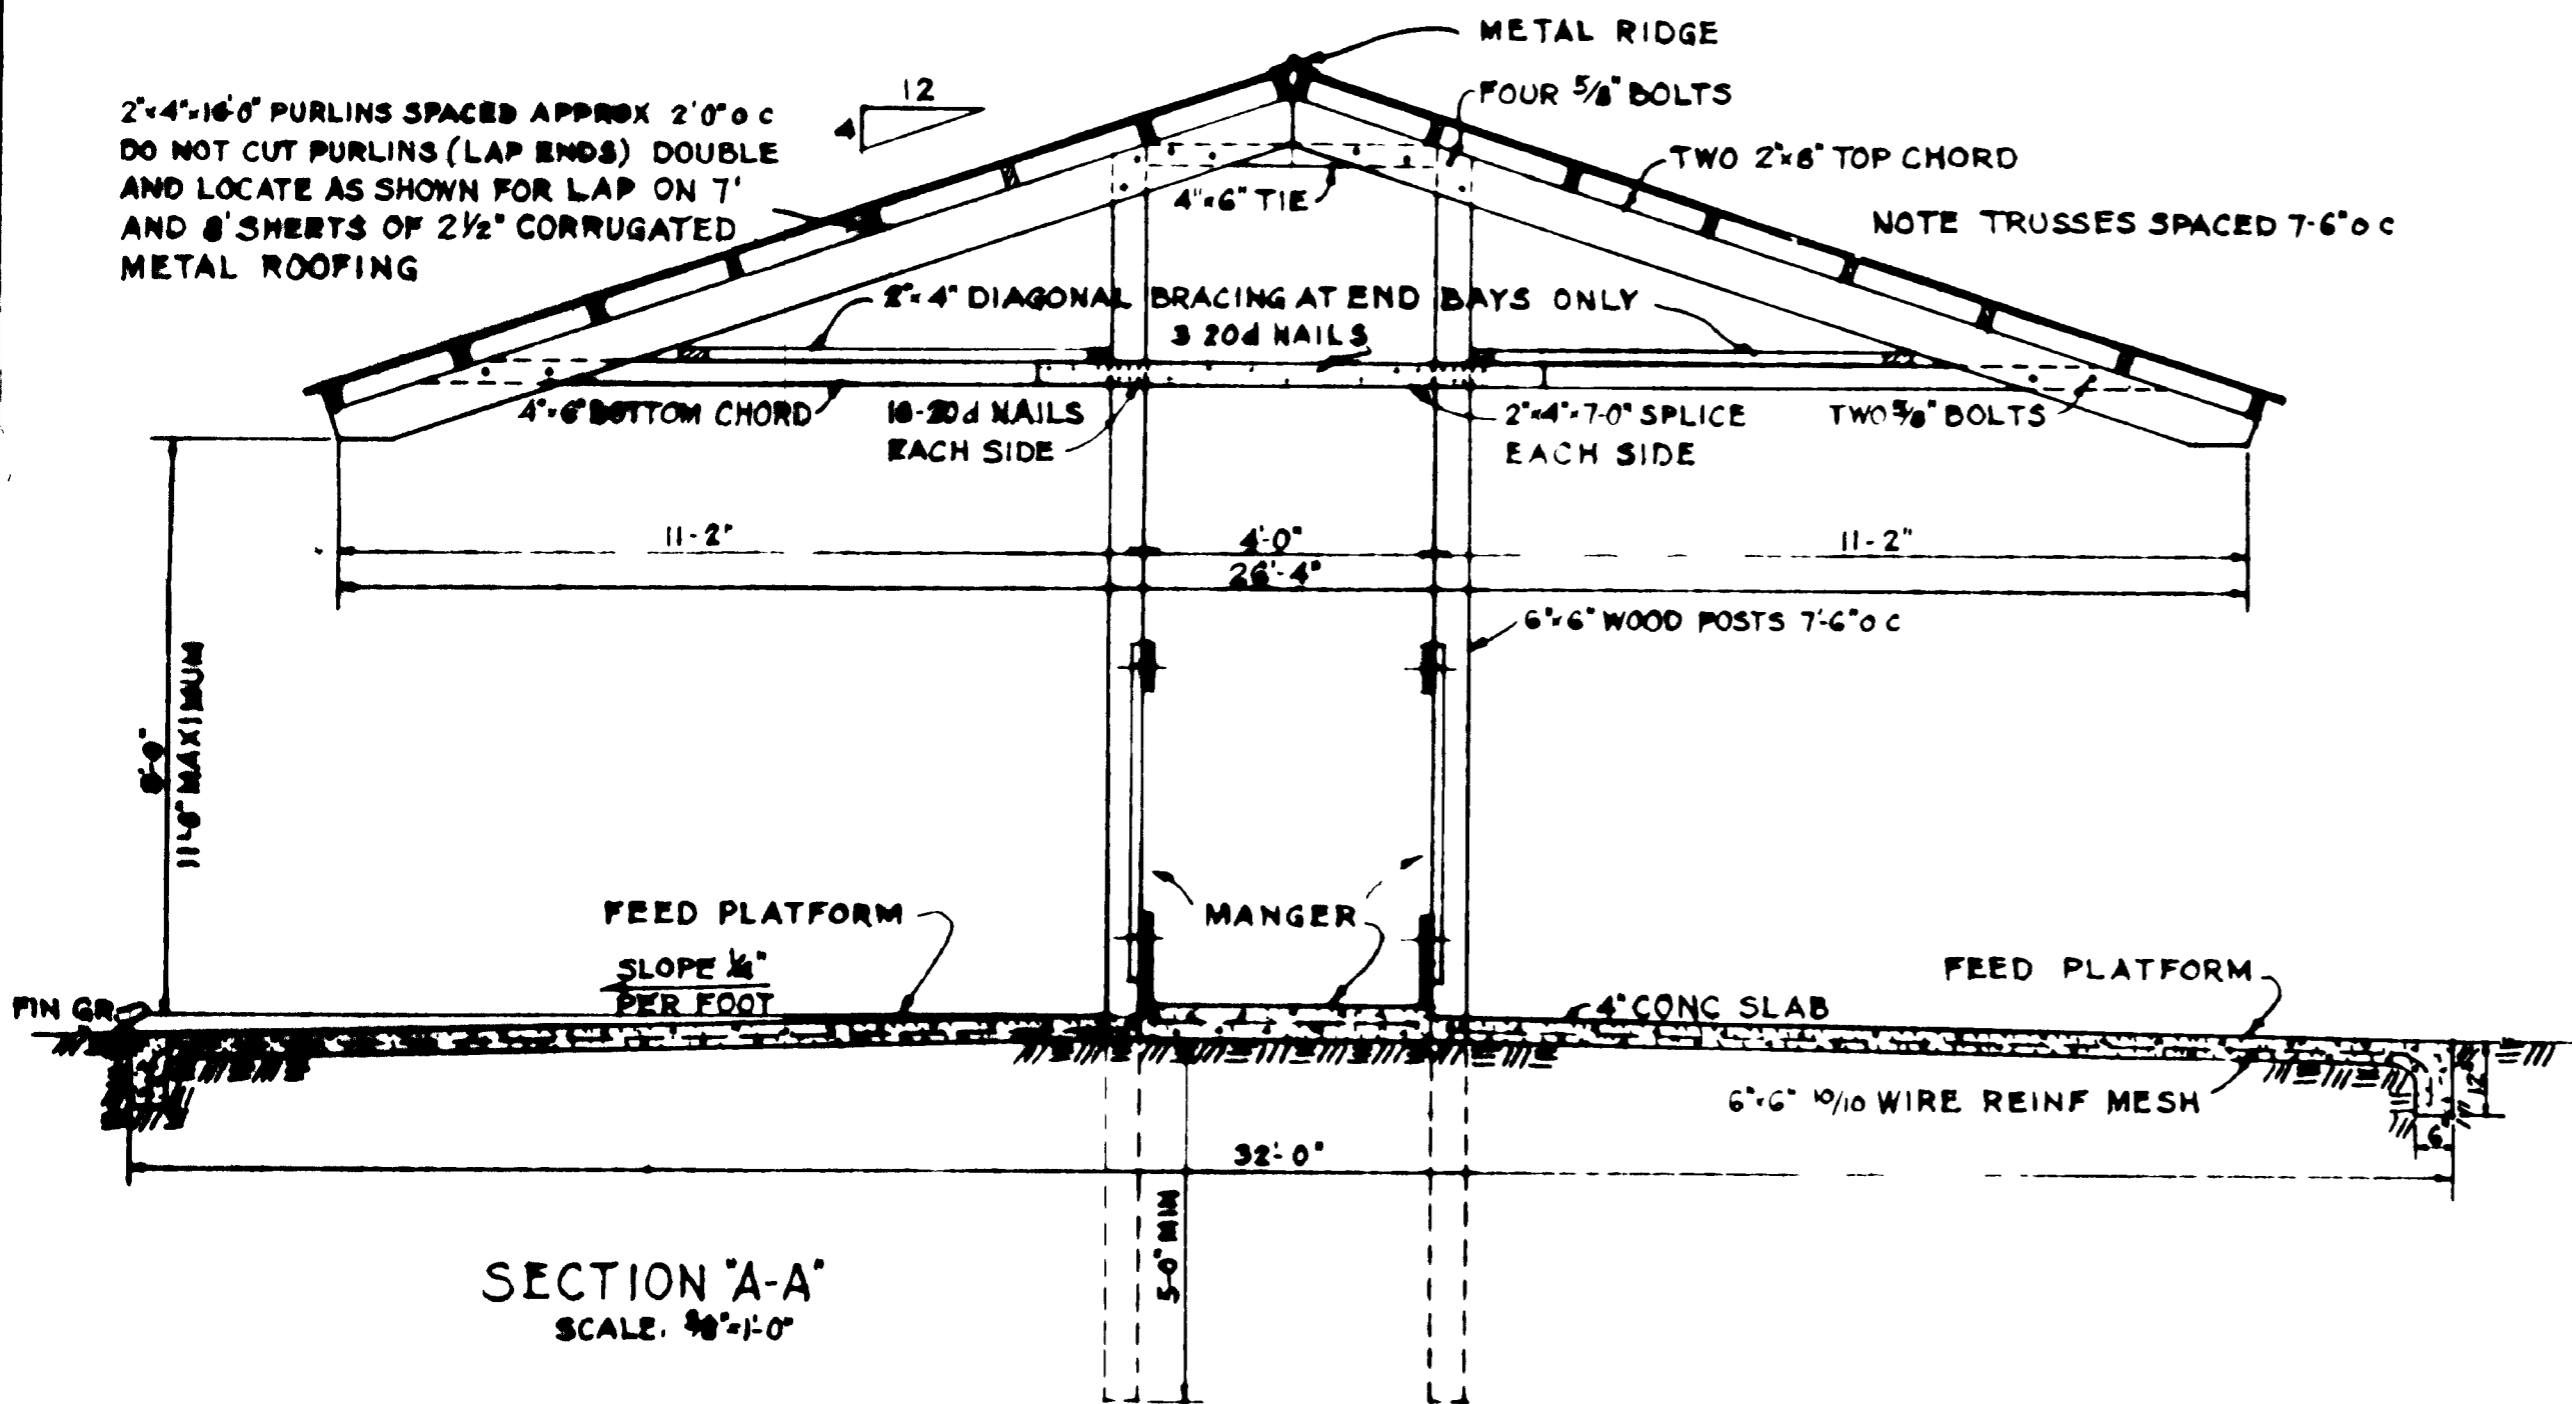 METAL RIDGE
FOUR 5/8" BOLTS
12
4
2"x4"x16'-0" PURLINS SPACED APPROX 2'0" o c
DO NOT CUT PURLINS (LAP ENDS) DOUBLE
AND LOCATE AS SHOWN FOR LAP ON 7'
AND 8' SHEETS OF 2½" CORRUGATED
METAL ROOFING
TWO 2"x8" TOP CHORD
4"x6" TIE
NOTE TRUSSES SPACED 7-6" o c
2"x4" DIAGONAL BRACING AT END BAYS ONLY
3 20d NAILS
4"x6" BOTTOM CHORD
16-20d NAILS
EACH SIDE
2"x4"x7-0" SPLICE
EACH SIDE
TWO 5/8" BOLTS
11-2"
4'-0"
11-2"
26'-4"
6"x6" WOOD POSTS 7'-6" o c
MAXIMUM
FEED PLATFORM
MANGER
SLOPE ¼"
PER FOOT
FIN GR.
4" CONC SLAB
FEED PLATFORM
6"x6" 10/10 WIRE REINF MESH
12"
6"
32'-0"
5-0" MIN
SECTION "A-A"
SCALE. 3/8"=1'-0"